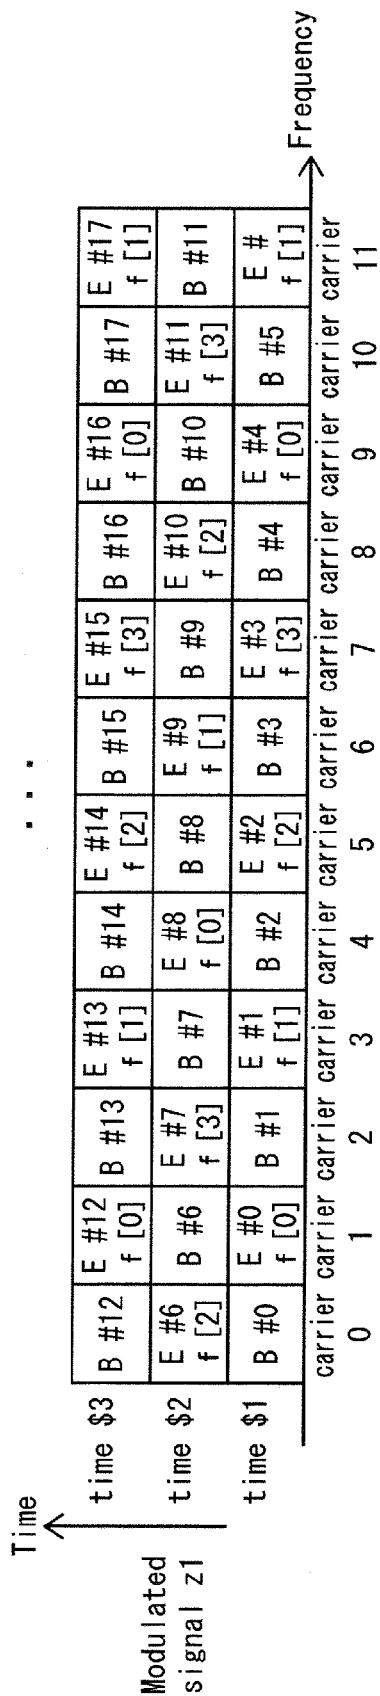 ...
Time
Modulated
signal z1
time $3
B #12
E #12
f [0]
B #13
E #13
f [1]
B #14
E #14
f [2]
B #15
E #15
f [3]
B #16
E #16
f [0]
B #17
E #17
f [1]
time $2
E #6
f [2]
B #6
E #7
f [3]
B #7
E #8
f [0]
B #8
E #9
f [1]
B #9
E #10
f [2]
B #10
E #11
f [3]
B #11
time $1
B #0
E #0
f [0]
B #1
E #1
f [1]
B #2
E #2
f [2]
B #3
E #3
f [3]
B #4
E #4
f [0]
B #5
E #
f [1]
Frequency
carrier carrier carrier carrier carrier carrier carrier carrier carrier carrier carrier carrier
0 1 2 3 4 5 6 7 8 9 10 11